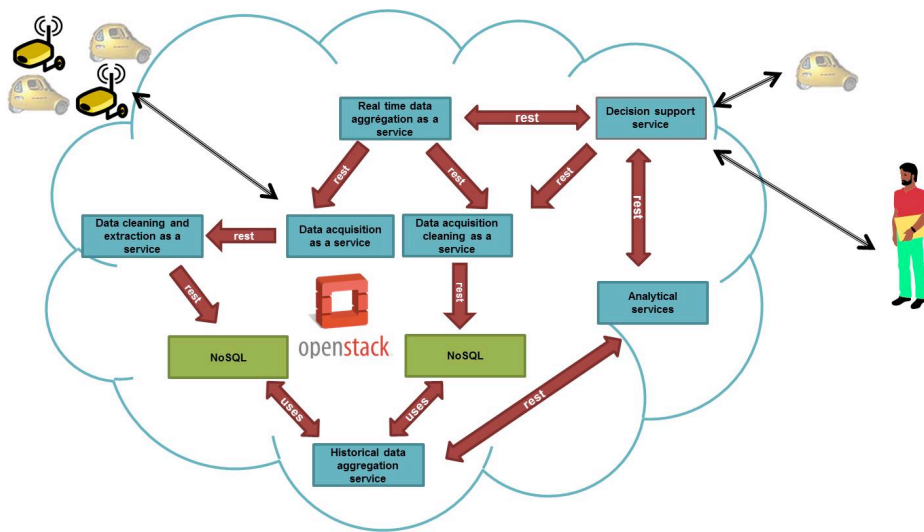 Real time data
aggrégation as a
service
rest
Decision support
service
rest
rest
rest
rest
Data cleaning and
extraction as a
service
rest
Data acquisition
as a service
Data acquisition
cleaning as a
service
rest
rest
Analytical
services
NoSQL
openstack
NoSQL
uses
uses
rest
Historical data
aggregation
service